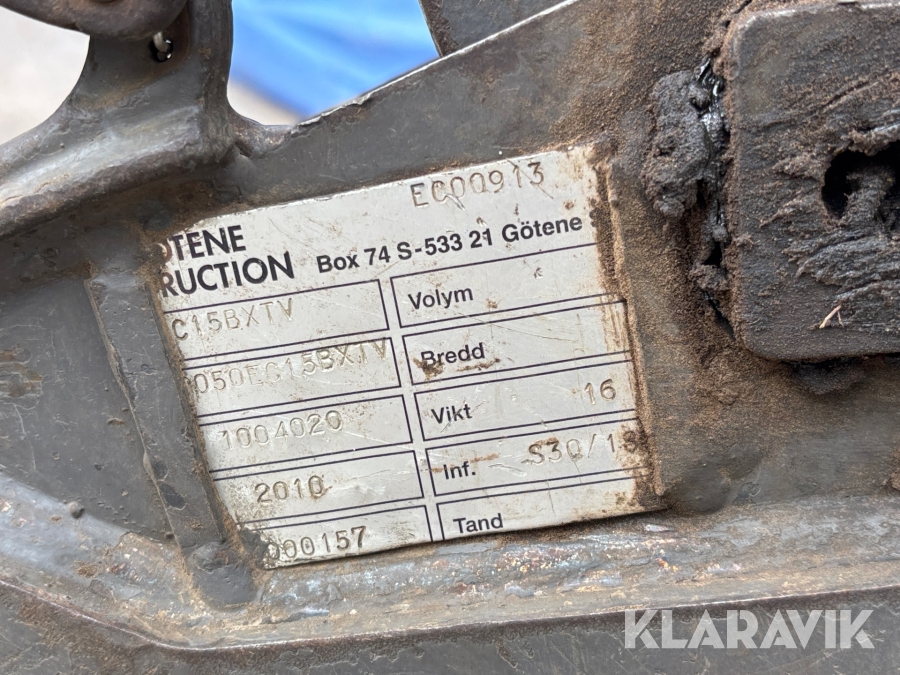 EC00913
OTENE
RUCTION Box 74 S-533 21 Götene
C15BXTV Volym
050EC15BXTV Bredd
1004020 Vikt 16
2010 Inf. S30/18
000157 Tand
KLARAVIK